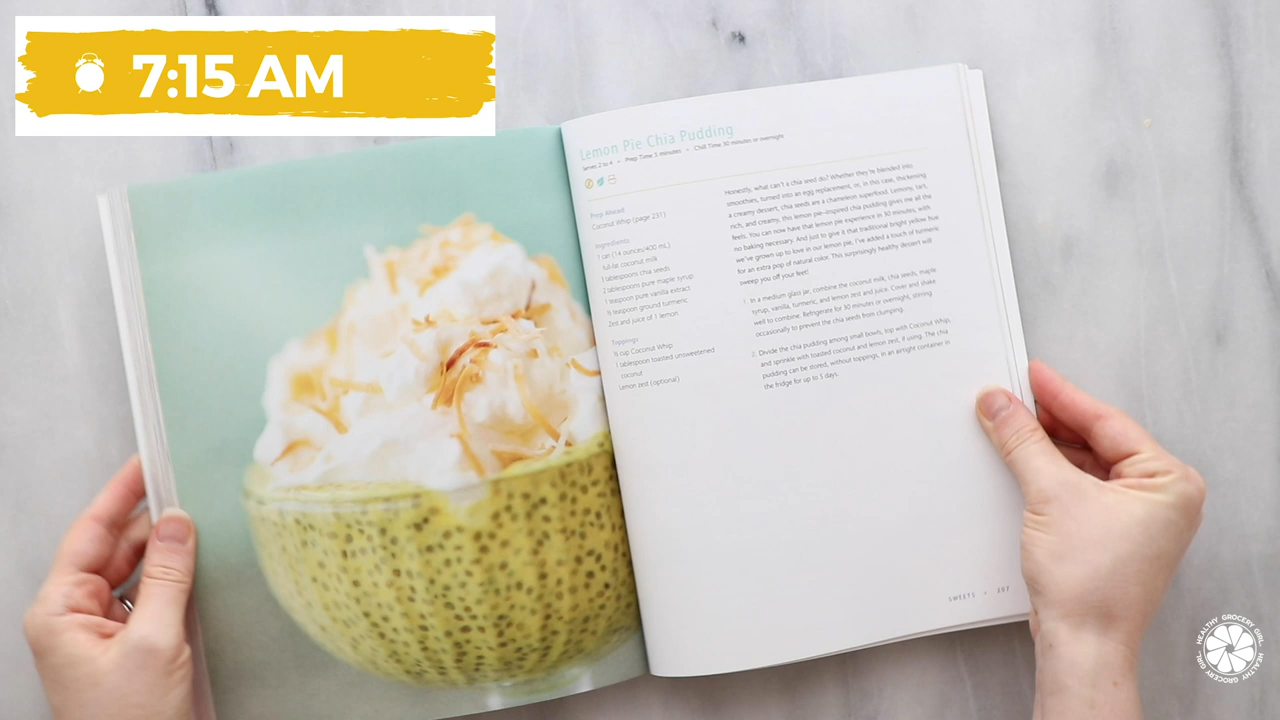 7:15 AM
Lemon Pie Chia Pudding
Serves 2 to 4 • Prep Time 5 minutes • Chill Time 30 minutes or overnight
Prep Ahead
Coconut Whip (page 231)
Ingredients
1 can (14 ounces/400 mL)
full-fat coconut milk
tablespoons chia seeds
2 tablespoons pure maple syrup
1 teaspoon pure vanilla extract
½ teaspoon ground turmeric
Zest and juice of 1 lemon
Toppings
½ cup Coconut Whip
1 tablespoon toasted unsweetened
coconut
Lemon zest (optional)
Honestly, what can't a chia seed do? Whether they're blended into
smoothies, turned into an egg replacement, or, in this case, thickening
a creamy dessert, chia seeds are a chameleon superfood. Lemony, tart,
rich, and creamy, this lemon pie–inspired chia pudding gives me all the
feels. You can now have that lemon pie experience in 30 minutes, with
no baking necessary. And just to give it that traditional bright yellow hue
we've grown up to love in our lemon pie, I've added a touch of turmeric
for an extra pop of natural color. This surprisingly healthy dessert will
sweep you off your feet!
1. In a medium glass jar, combine the coconut milk, chia seeds, maple
syrup, vanilla, turmeric, and lemon zest and juice. Cover and shake
well to combine. Refrigerate for 30 minutes or overnight, stirring
occasionally to prevent the chia seeds from clumping.
2. Divide the chia pudding among small bowls, top with Coconut Whip,
and sprinkle with toasted coconut and lemon zest, if using. The chia
pudding can be stored, without toppings, in an airtight container in
the fridge for up to 5 days.
SWEETS •
HEALTHY GROCERY GIRL
HEALTHY GROCERY GIRL